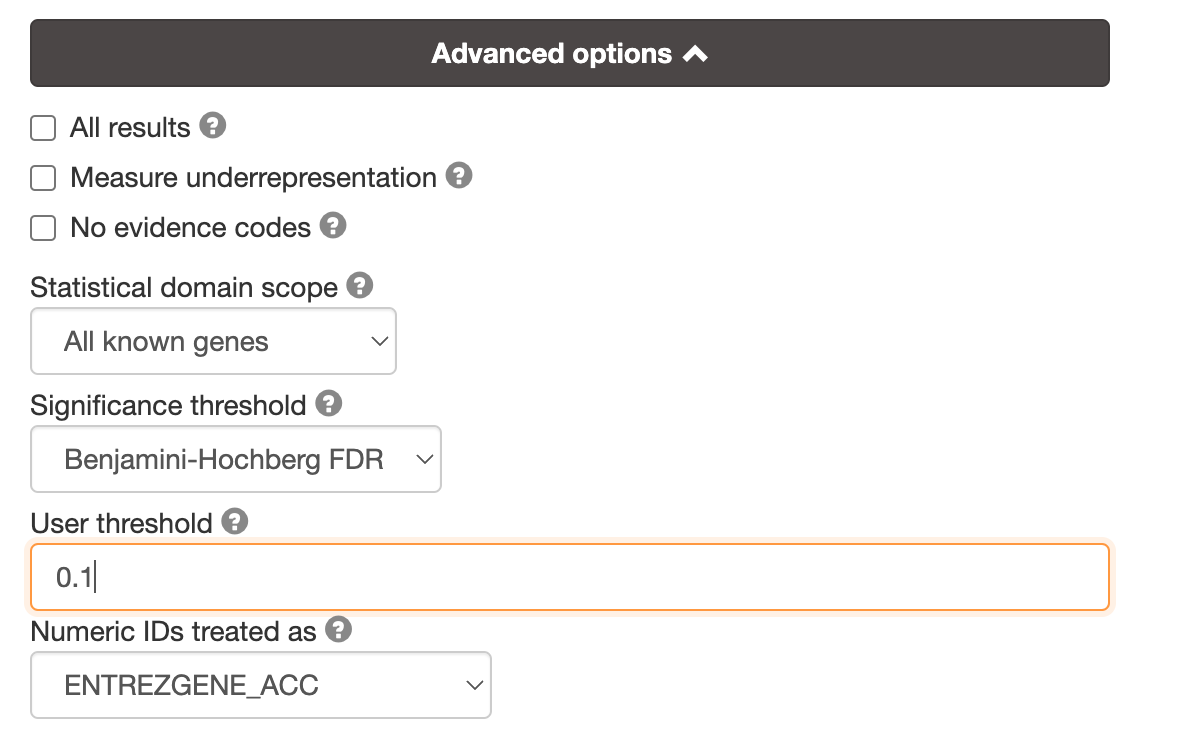 Advanced options
All results ?
Measure underrepresentation ?
No evidence codes ?
Statistical domain scope ?
All known genes
Significance threshold ?
Benjamini-Hochberg FDR
User threshold ?
0.1
Numeric IDs treated as ?
ENTREZGENE_ACC